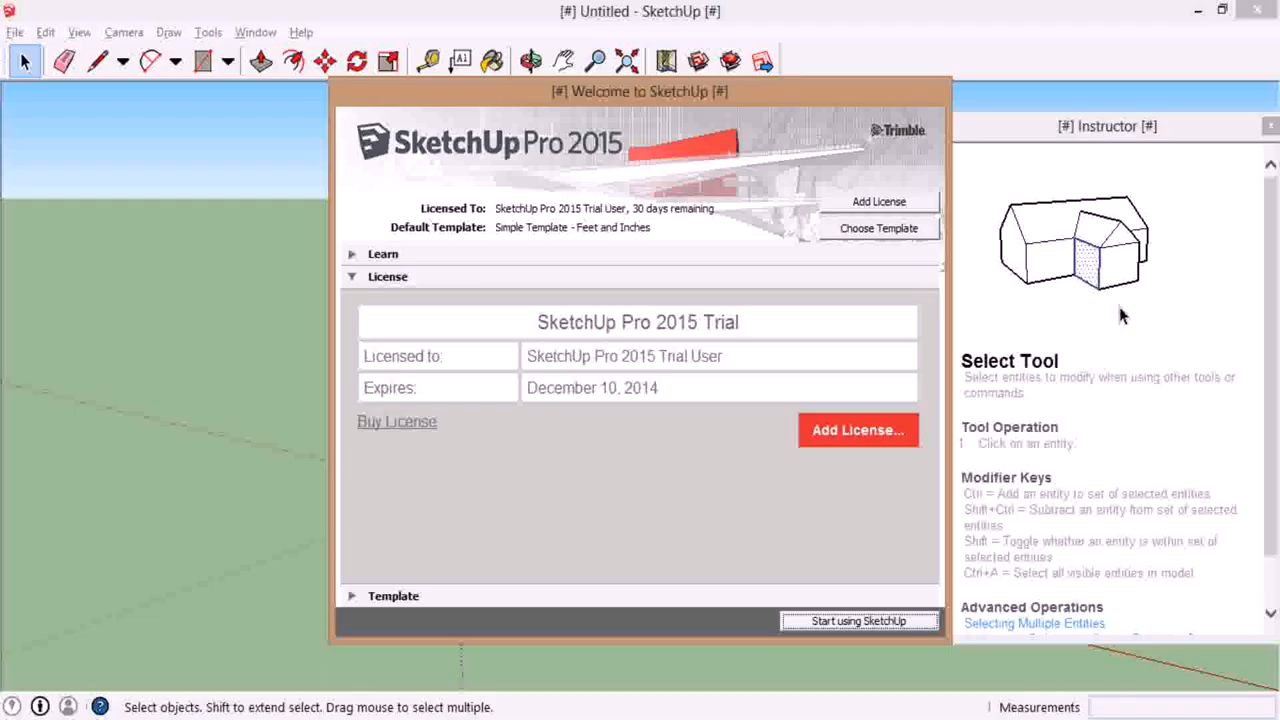 [#] Untitled - SketchUp [#]
File Edit View Camera Draw Tools Window Help
A1
[#] Welcome to SketchUp [#]
SketchUp Pro 2015
Trimble
Licensed To: SketchUp Pro 2015 Trial User, 30 days remaining
Add License
Default Template: Simple Template - Feet and Inches
Choose Template
Learn
License
SketchUp Pro 2015 Trial
Licensed to: SketchUp Pro 2015 Trial User
Expires: December 10, 2014
Buy License
Add License...
Template
Start using SketchUp
[#] Instructor [#]
Select Tool
Select entities to modify when using other tools or
commands
Tool Operation
1 Click on an entity.
Modifier Keys
Ctrl = Add an entity to set of selected entities
Shift+Ctrl = Subtract an entity from set of selected
entities
Shift = Toggle whether an entity is within set of
selected entities
Ctrl+A = Select all visible entities in model
Advanced Operations
Selecting Multiple Entities
Select objects. Shift to extend select. Drag mouse to select multiple.
Measurements